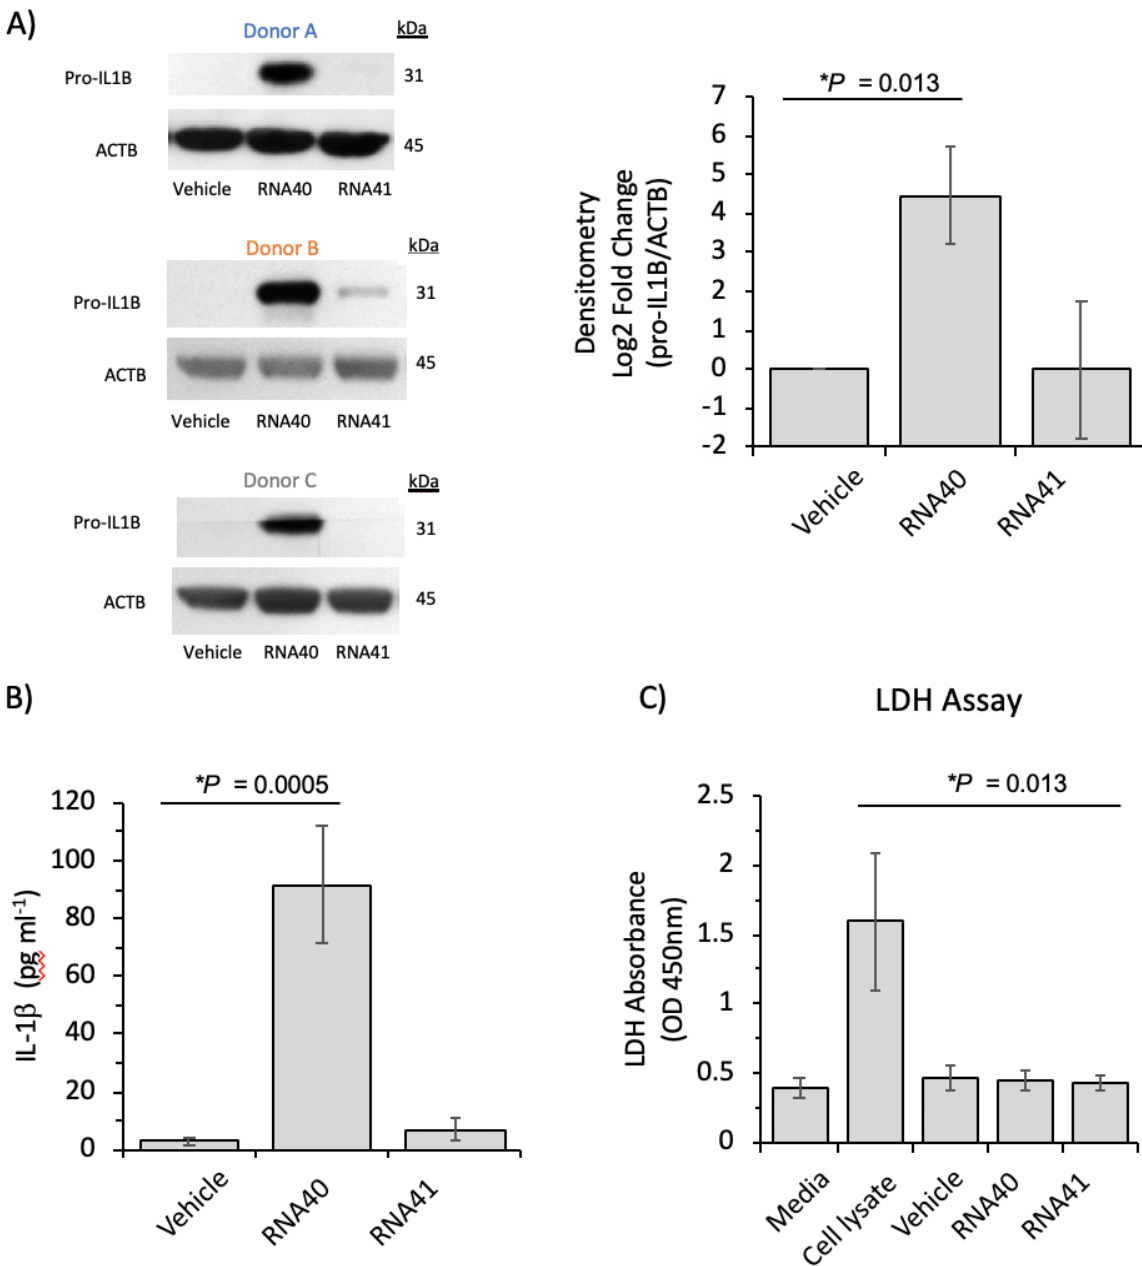 A)
Donor A
kDa
Pro-IL1B
31
ACTB
45
Vehicle RNA40 RNA41
Donor B
kDa
Pro-IL1B
31
ACTB
45
Vehicle RNA40 RNA41
Donor C
kDa
Pro-IL1B
31
ACTB
45
Vehicle RNA40 RNA41
*P = 0.013
7
6
5
4
3
2
1
0
-1
-2
Densitometry
Log2 Fold Change
(pro-IL1B/ACTB)
Vehicle
RNA40
RNA41
B)
*P = 0.0005
120
100
80
60
40
20
0
IL-1β (pg ml⁻¹)
Vehicle
RNA40
RNA41
C)
LDH Assay
*P = 0.013
2.5
2
1.5
1
0.5
0
LDH Absorbance
(OD 450nm)
Media
Cell lysate
Vehicle
RNA40
RNA41